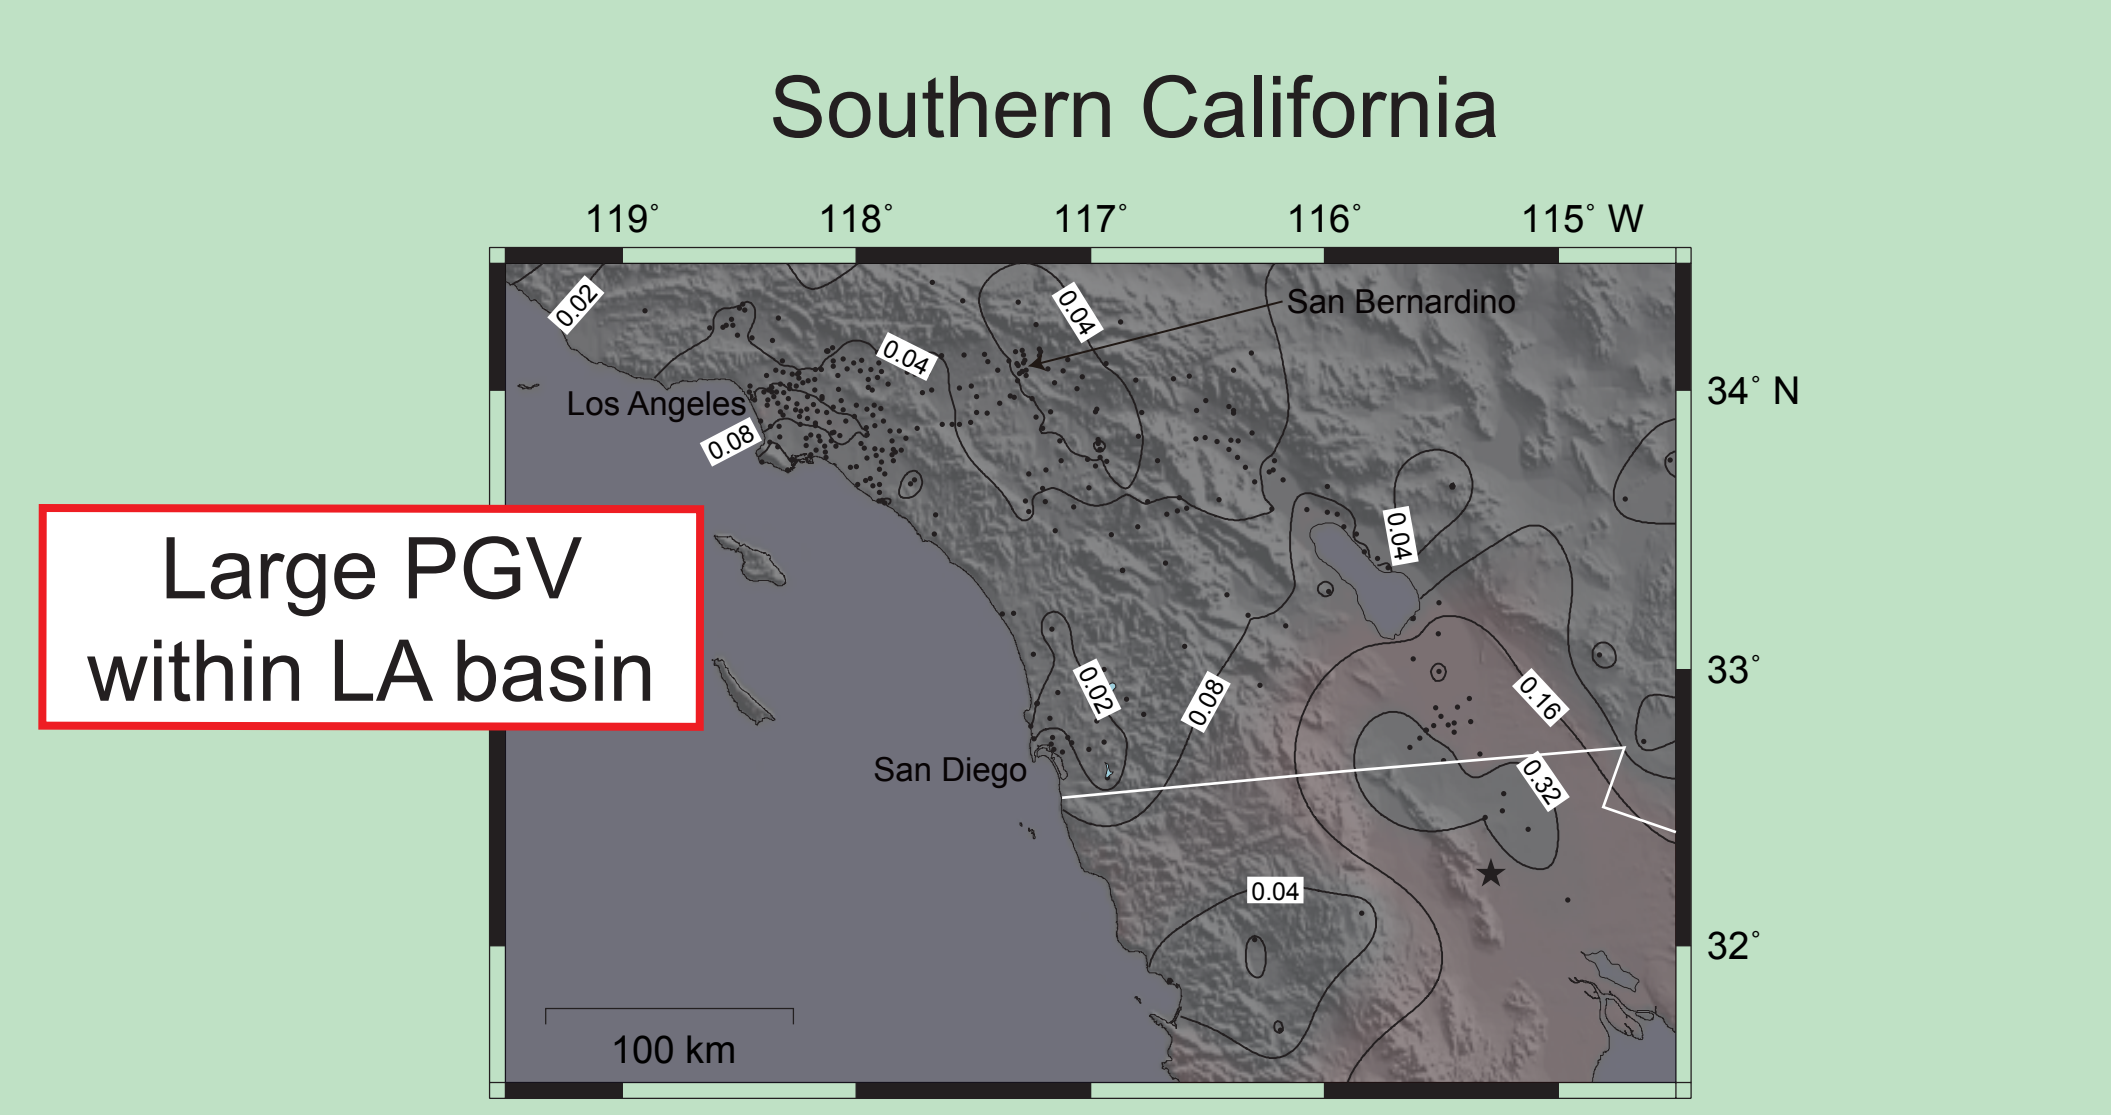 Southern California
119°
118°
117°
116°
115° W
0.02
0.04
San Bernardino
0.04
34° N
Los Angeles
0.08
0.04
Large PGV
within LA basin
33°
0.02
0.08
0.16
San Diego
0.32
0.04
32°
100 km